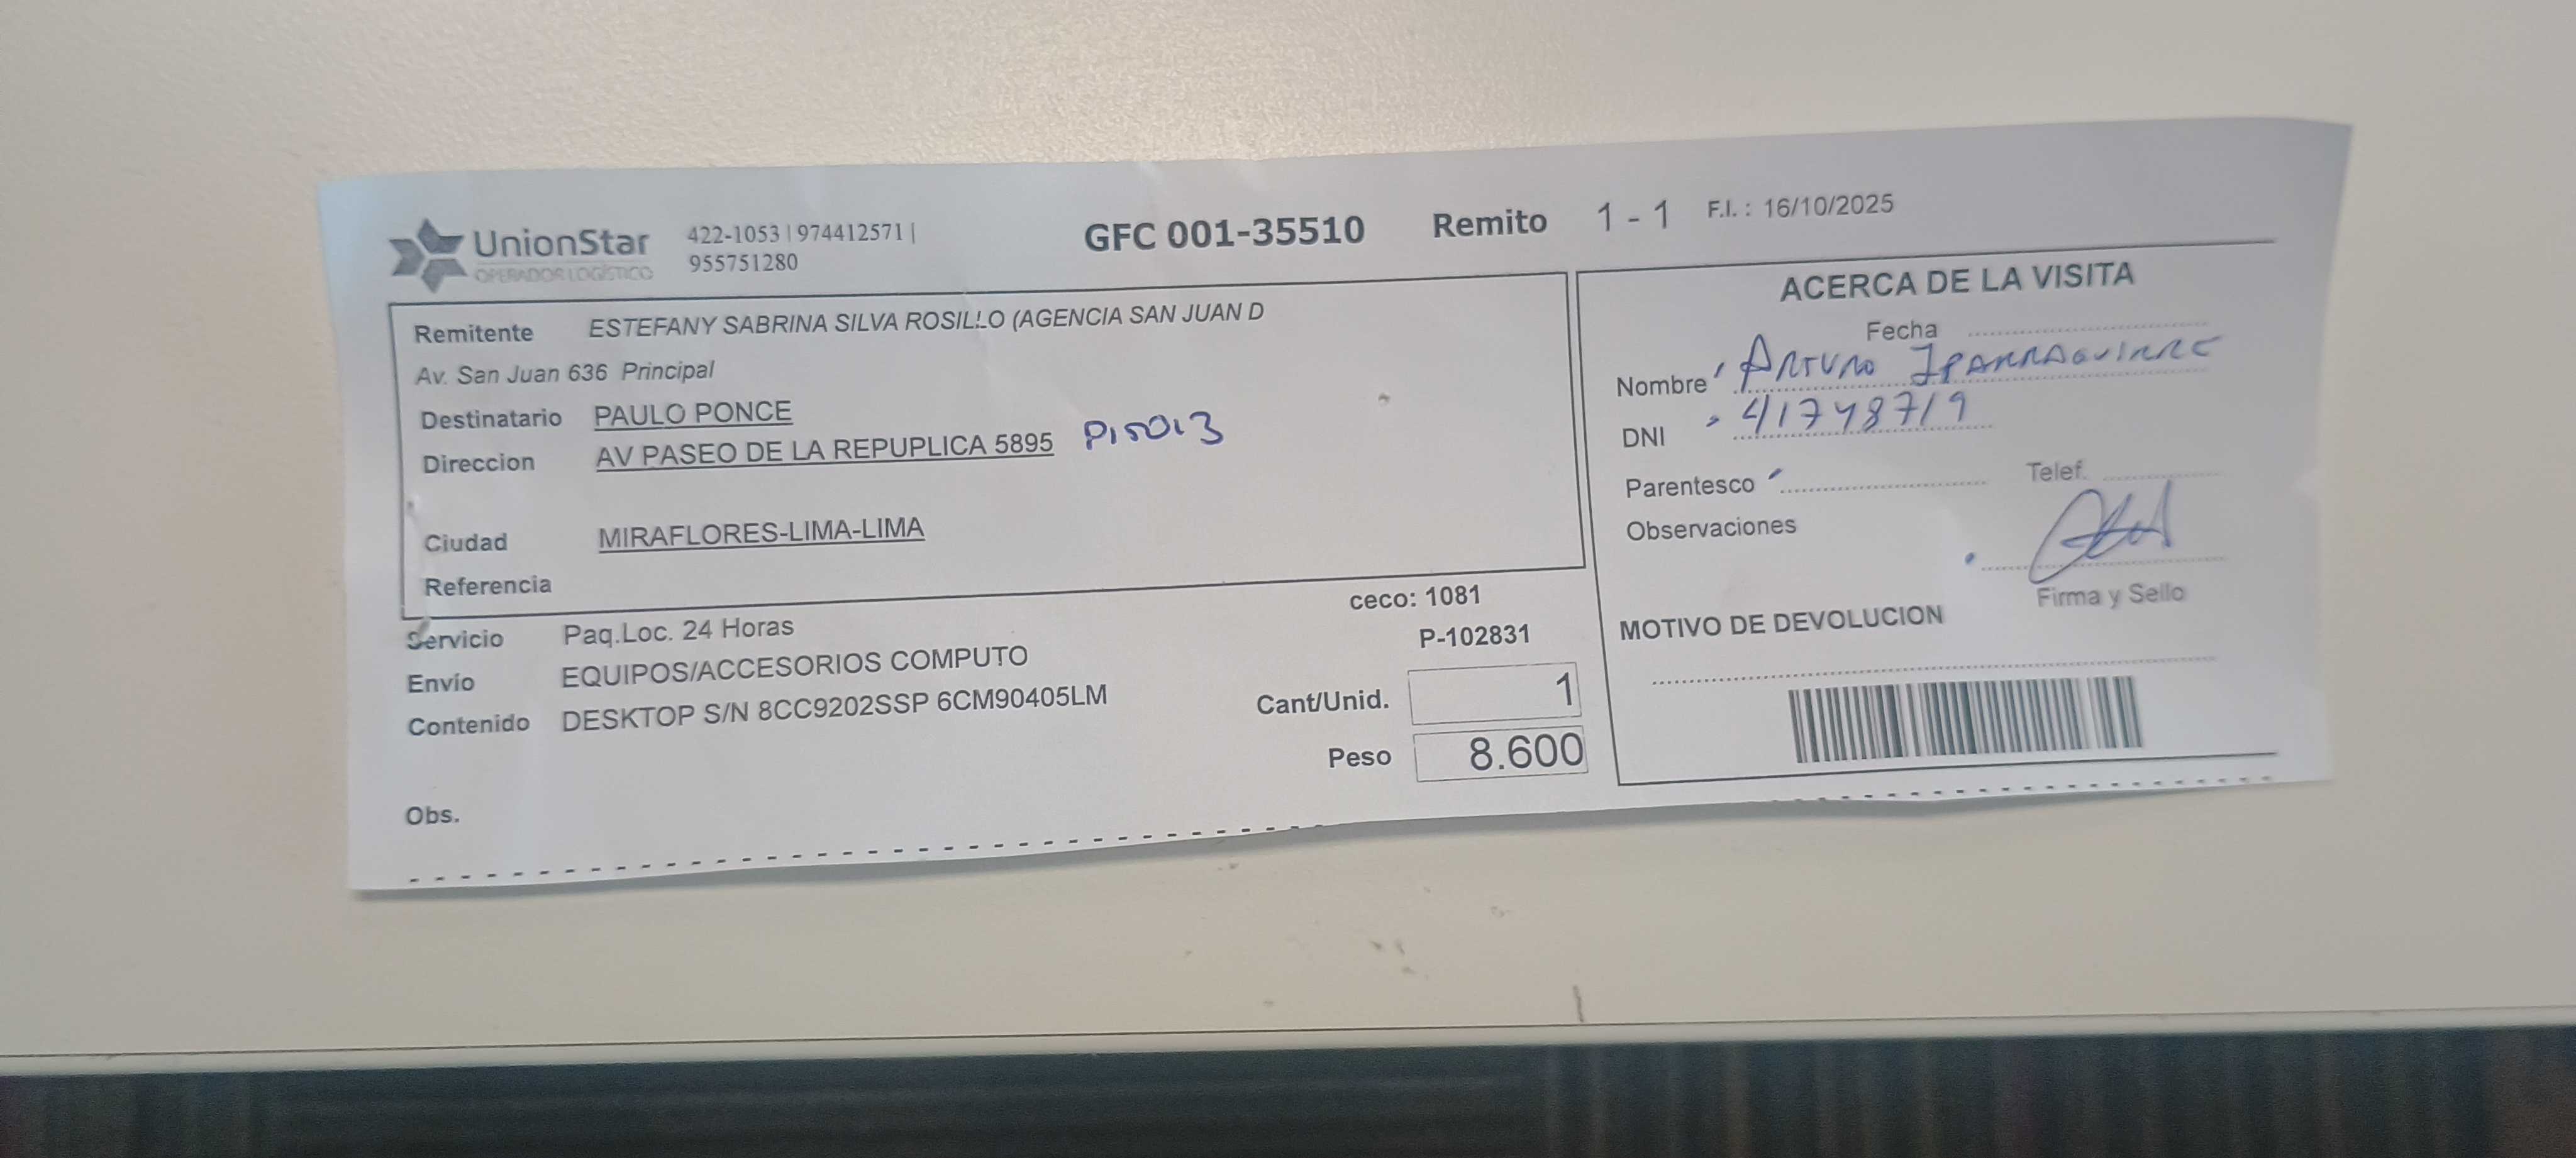 UnionStar
OPERADOR LOGÍSTICO
422-1053 | 974412571 |
955751280
GFC 001-35510 Remito 1 - 1 F.I. : 16/10/2025
Remitente ESTEFANY SABRINA SILVA ROSILLO (AGENCIA SAN JUAN D
Av. San Juan 636 Principal
Destinatario PAULO PONCE
Direccion AV PASEO DE LA REPUPLICA 5895 PISO13
Ciudad MIRAFLORES-LIMA-LIMA
Referencia
ceco: 1081
Servicio Paq.Loc. 24 Horas
P-102831
Envío EQUIPOS/ACCESORIOS COMPUTO
Contenido DESKTOP S/N 8CC9202SSP 6CM90405LM
Cant/Unid. 1
Peso 8.600
Obs.
ACERCA DE LA VISITA
Fecha
Nombre ARTURO IPARRAGUIRRE
DNI 41748719
Parentesco Telef.
Observaciones
Firma y Sello
MOTIVO DE DEVOLUCION